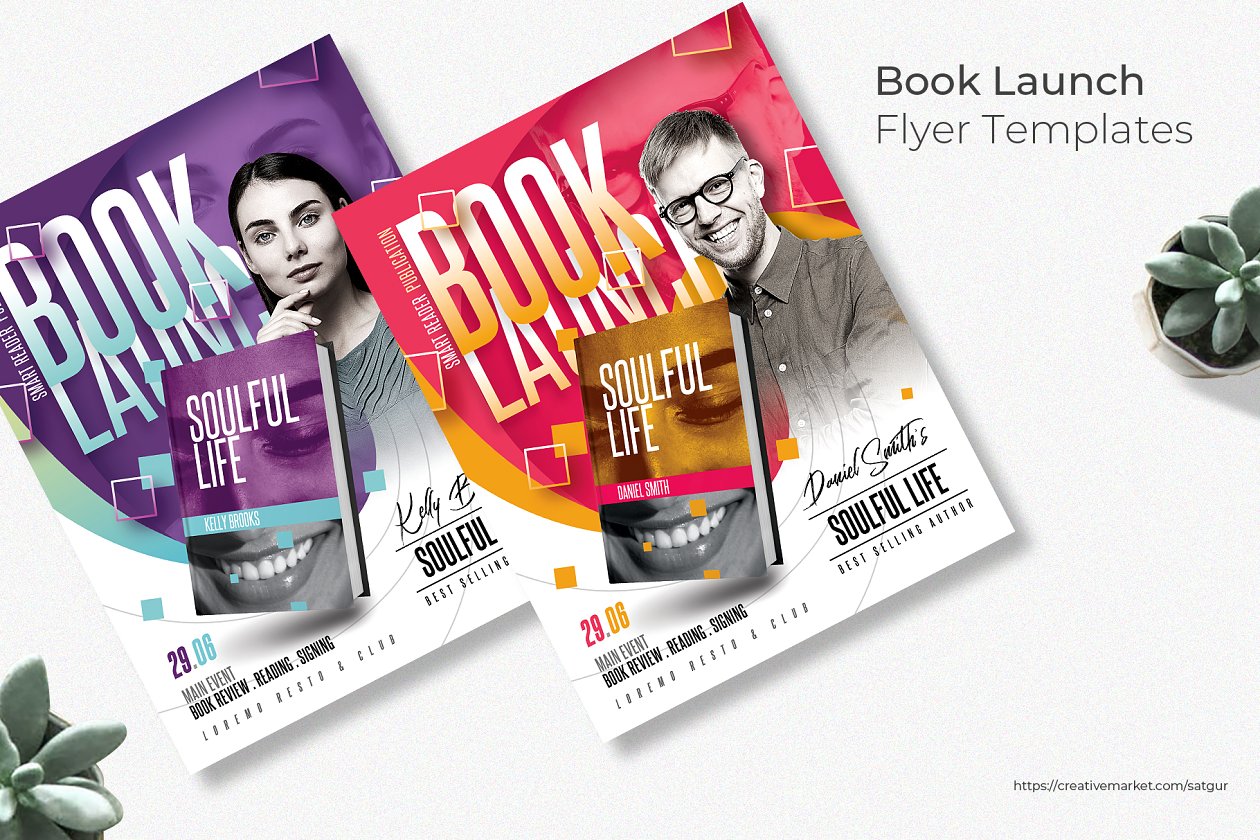 Book Launch
Flyer Templates
BOOK
SMART READER
SOULFUL
LIFE
KELLY BROOKS
Kelly B
SOULFUL
BEST SELLING
29.06
MAIN EVENT
BOOK REVIEW . READING . SIGNING
LOREMO RESTO & CLUB
BOOK
LAUNCH
SMART READER PUBLICATION
SOULFUL
LIFE
DANIEL SMITH
Daniel Smith's
SOULFUL LIFE
BEST SELLING AUTHOR
29.06
MAIN EVENT
BOOK REVIEW . READING . SIGNING
LOREMO RESTO & CLUB
https://creativemarket.com/satgur